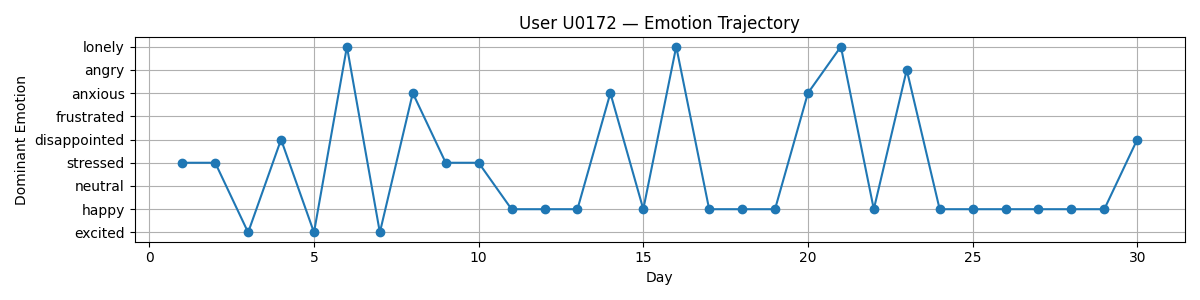 User U0172 — Emotion Trajectory
Dominant Emotion
lonely
angry
anxious
frustrated
disappointed
stressed
neutral
happy
excited
0 5 10 15 20 25 30
Day